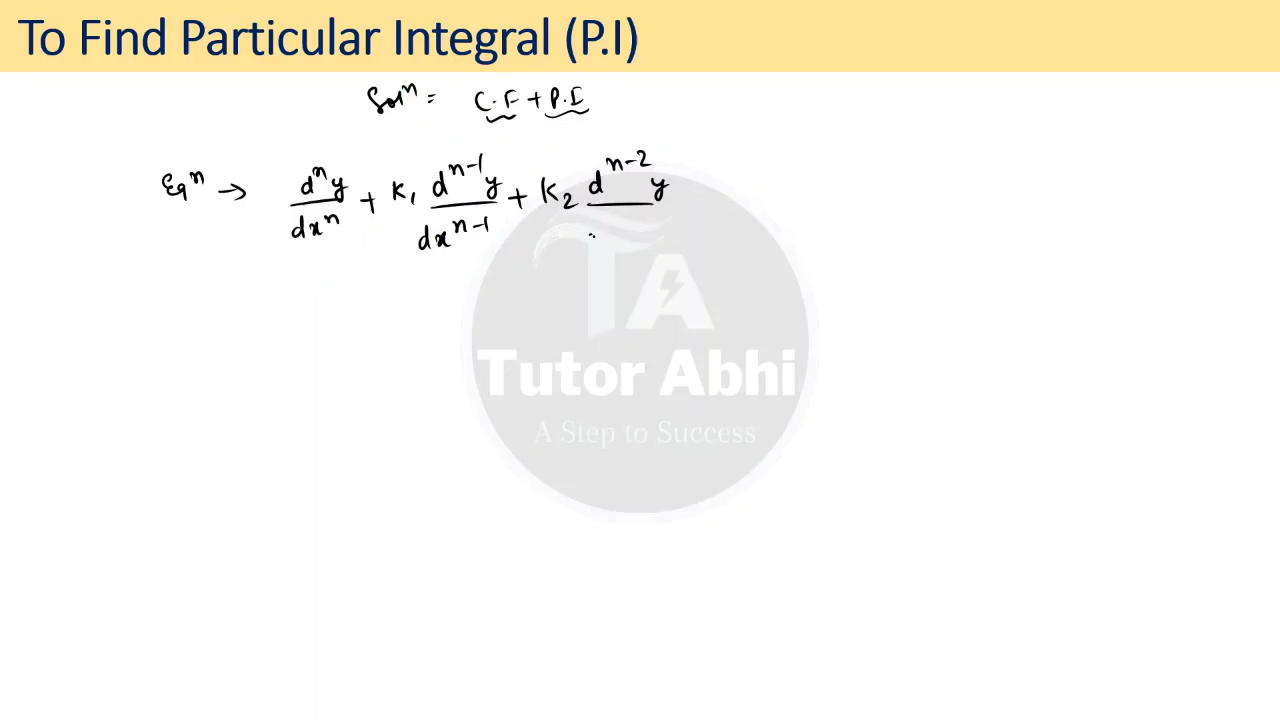 To Find Particular Integral (P.I)
Solⁿ = C.F + P.I
Eqⁿ → dⁿy/dxⁿ + K₁ dⁿ⁻¹y/dxⁿ⁻¹ + K₂ dⁿ⁻²y
TA
Tutor Abhi
A Step to Success